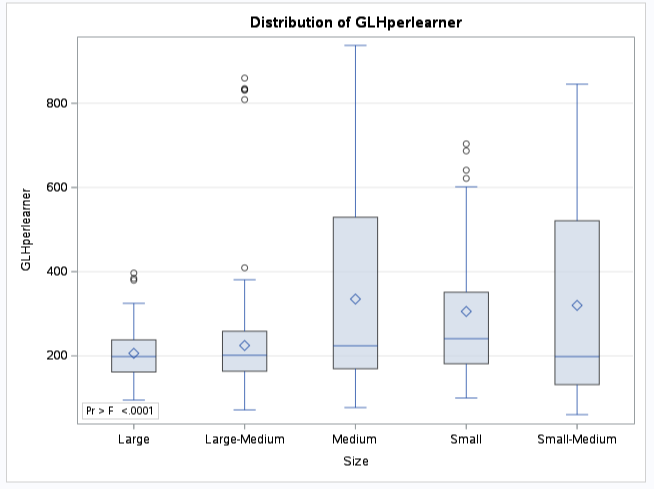 Distribution of GLHperlearner
800
600
400
200
GLHperlearner
Pr > F <.0001
Large Large-Medium Medium Small Small-Medium
Size